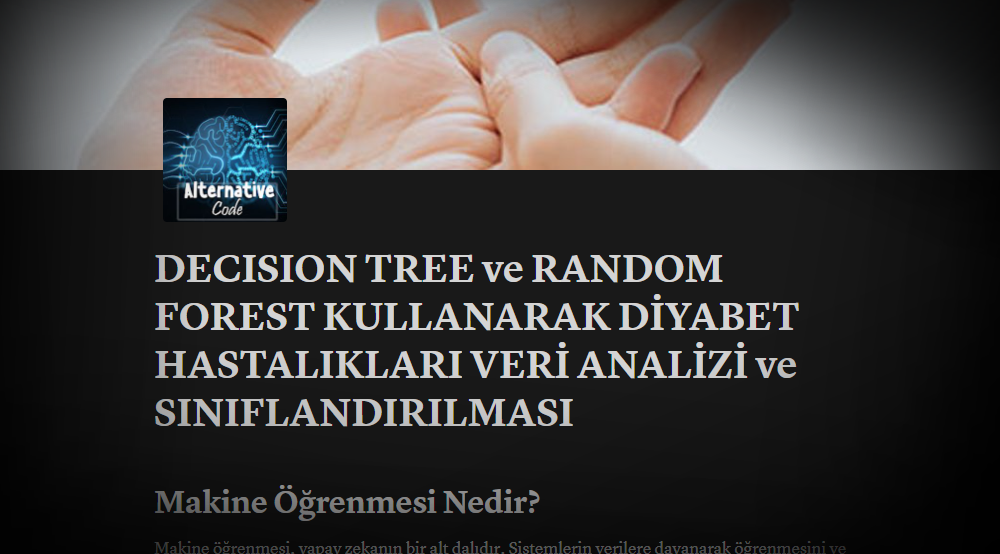 Alternative
Code
DECISION TREE ve RANDOM
FOREST KULLANARAK DİYABET
HASTALIKLARI VERİ ANALİZİ ve
SINIFLANDIRILMASI
Makine Öğrenmesi Nedir?
Makine öğrenmesi, yapay zekanın bir alt dalıdır. Sistemlerin verilere dayanarak öğrenmesini ve